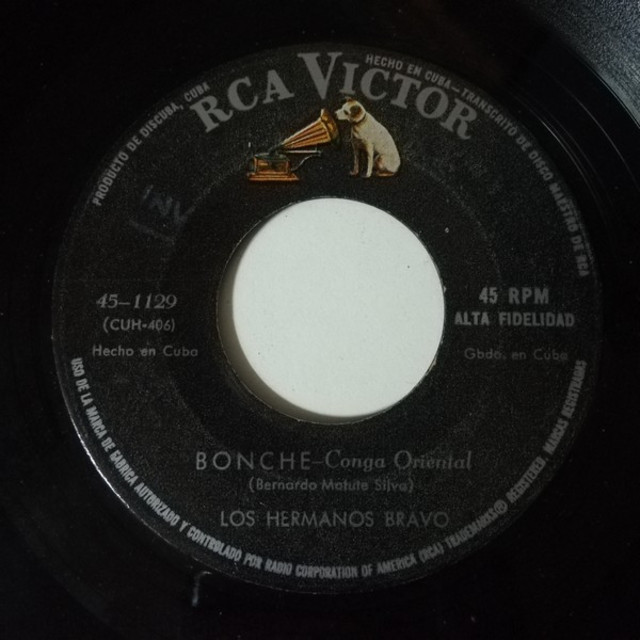 PRODUCTO DE DISCUBA, CUBA
RCA VICTOR
HECHO EN CUBA—TRANSCRITO DE DISCO MAESTRO DE RCA
INV
45-1129
(CUH-406)
Hecho en Cuba
45 RPM
ALTA FIDELIDAD
Gbdo. en Cuba
BONCHE-Conga Oriental
(Bernardo Matute Silva)
LOS HERMANOS BRAVO
USO DE LA MARCA DE FABRICA AUTORIZADO Y CONTROLADO POR RADIO CORPORATION OF AMERICA (RCA) TRADEMARKS® REGISTERED MARCAS REGISTRADAS